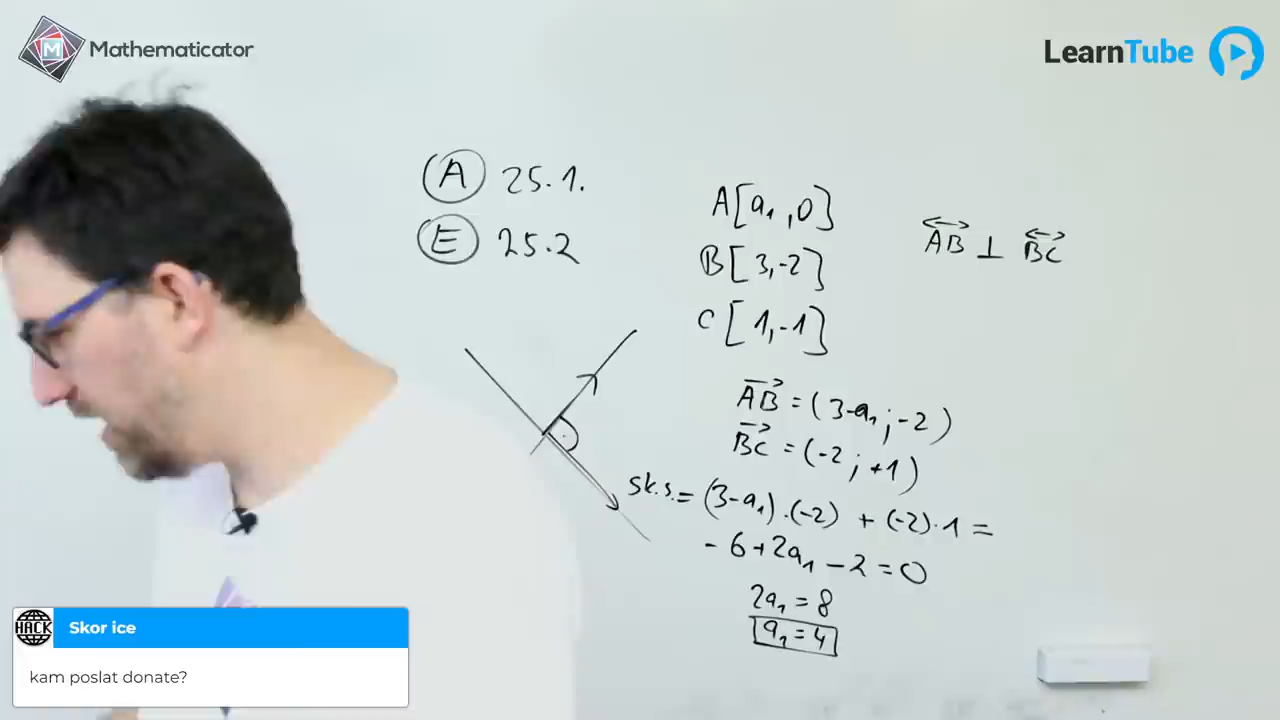 Mathematicator
LearnTube
A 25.1.
E 25.2
A[a₁,0]
B[3,-2]
C[1,-1]
AB ⊥ BC
AB = (3-a₁;-2)
BC = (-2;+1)
sk.s.= (3-a₁).(-2) + (-2).1 =
-6+2a₁-2=0
2a₁=8
a₁=4
HACK
Skor ice
kam poslat donate?